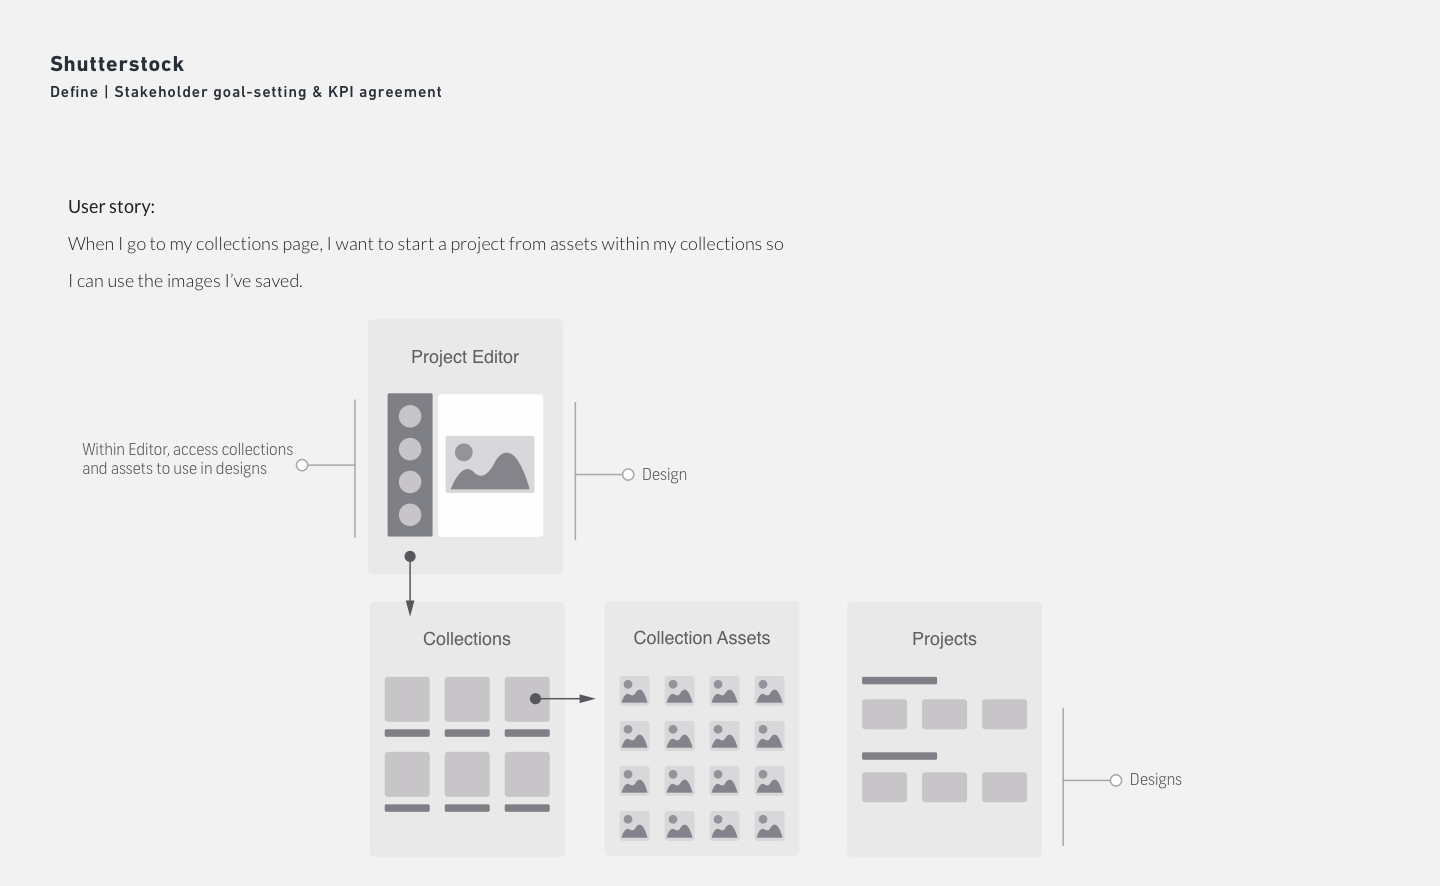 Shutterstock
Define | Stakeholder goal-setting & KPI agreement
User story:
When I go to my collections page, I want to start a project from assets within my collections so
I can use the images I’ve saved.
Project Editor
Within Editor, access collections
and assets to use in designs
Design
Collections
Collection Assets
Projects
Designs